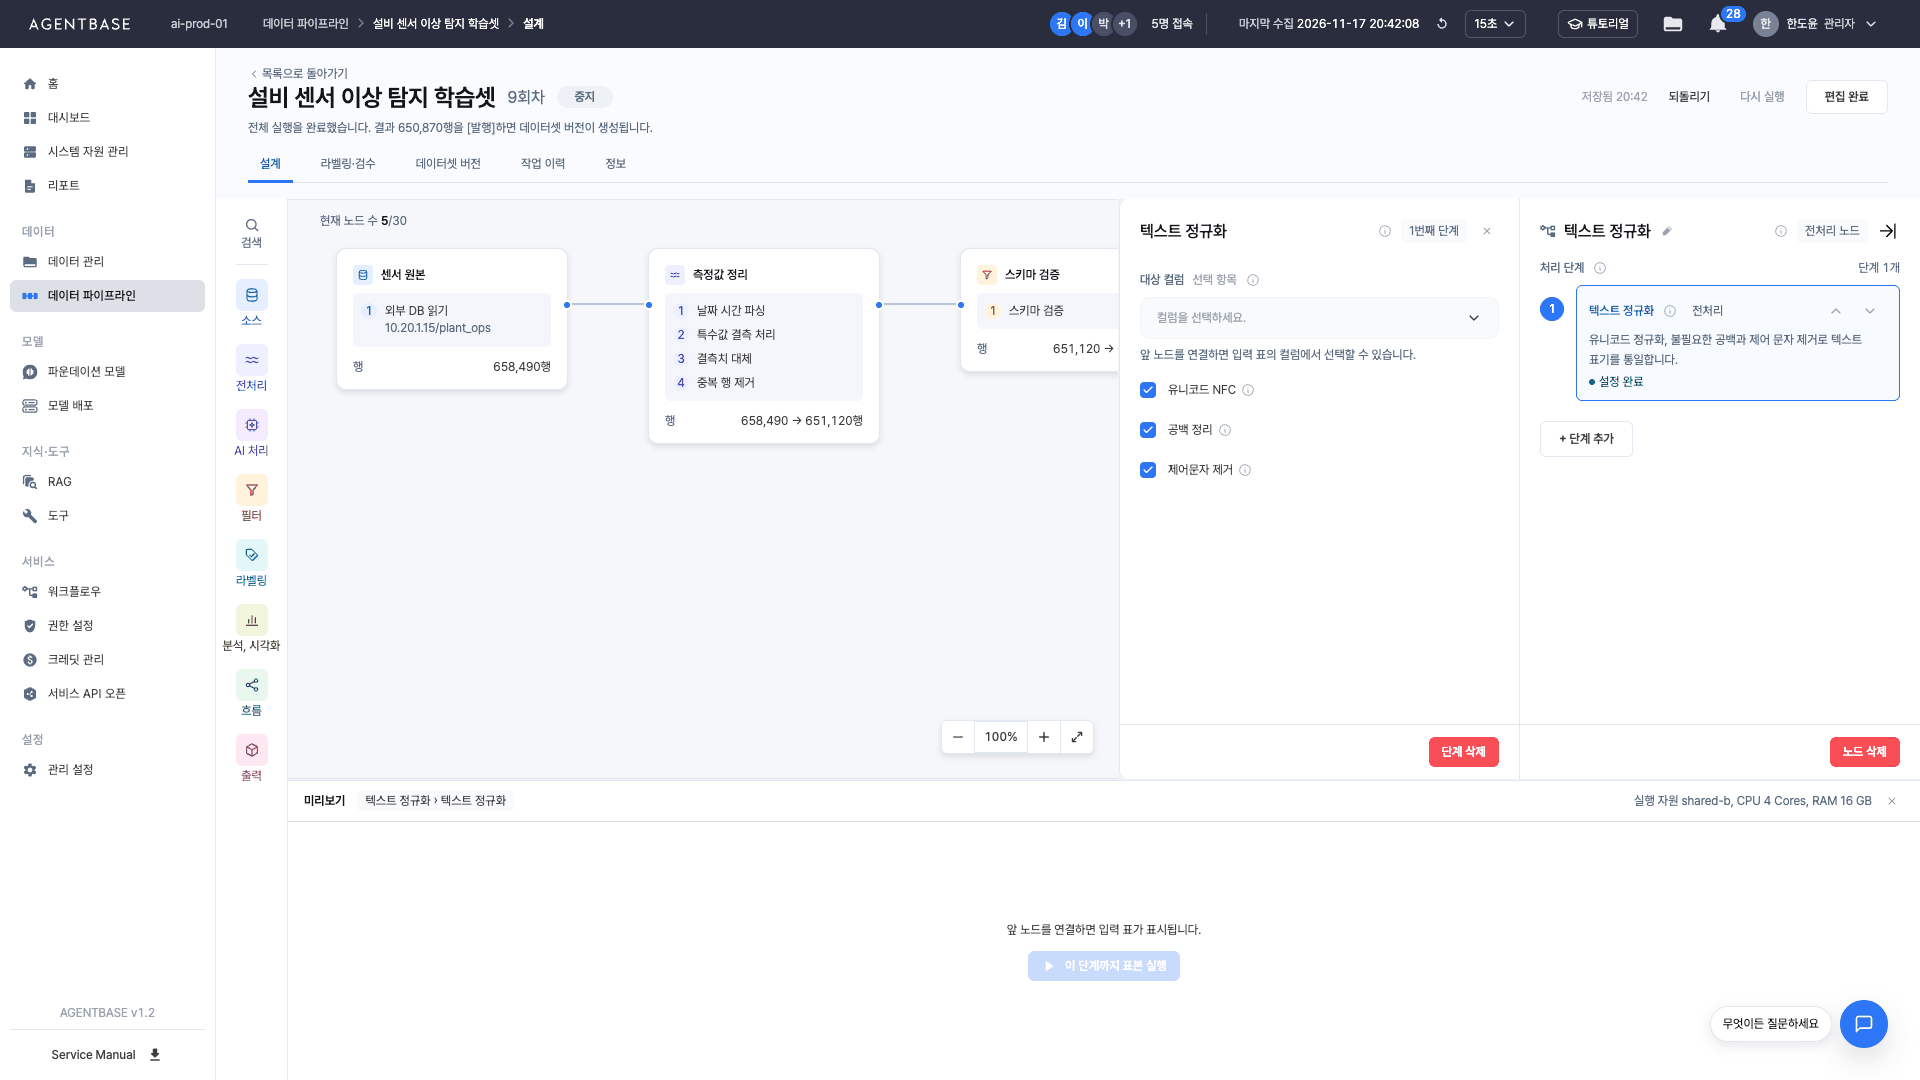 AGENTBASE
ai-prod-01
데이터 파이프라인 > 설비 센서 이상 탐지 학습셋 > 설계
김 이 박 +1 5명 접속
마지막 수집 2026-11-17 20:42:08
15초
튜토리얼
28
한 한도윤 관리자
홈
대시보드
시스템 자원 관리
리포트
데이터
데이터 관리
데이터 파이프라인
모델
파운데이션 모델
모델 배포
지식·도구
RAG
도구
서비스
워크플로우
권한 설정
크레딧 관리
서비스 API 오픈
설정
관리 설정
AGENTBASE v1.2
Service Manual
목록으로 돌아가기
설비 센서 이상 탐지 학습셋 9회차 중지
전체 실행을 완료했습니다. 결과 650,870행을 [발행]하면 데이터셋 버전이 생성됩니다.
저장됨 20:42 되돌리기 다시 실행 편집 완료
설계 라벨링·검수 데이터셋 버전 작업 이력 정보
검색
소스
전처리
AI 처리
필터
라벨링
분석, 시각화
흐름
출력
현재 노드 수 5/30
센서 원본
1 외부 DB 읽기
10.20.1.15/plant_ops
행 658,490행
측정값 정리
1 날짜 시간 파싱
2 특수값 결측 처리
3 결측치 대체
4 중복 행 제거
행 658,490 → 651,120행
스키마 검증
1 스키마 검증
행 651,120 →
100%
텍스트 정규화 1번째 단계
대상 컬럼 선택 항목
컬럼을 선택하세요.
앞 노드를 연결하면 입력 표의 컬럼에서 선택할 수 있습니다.
유니코드 NFC
공백 정리
제어문자 제거
단계 삭제
텍스트 정규화 전처리 노드
처리 단계 단계 1개
1 텍스트 정규화 전처리
유니코드 정규화, 불필요한 공백과 제어 문자 제거로 텍스트
표기를 통일합니다.
설정 완료
+ 단계 추가
노드 삭제
미리보기 텍스트 정규화 › 텍스트 정규화
실행 자원 shared-b, CPU 4 Cores, RAM 16 GB
앞 노드를 연결하면 입력 표가 표시됩니다.
이 단계까지 표본 실행
무엇이든 질문하세요